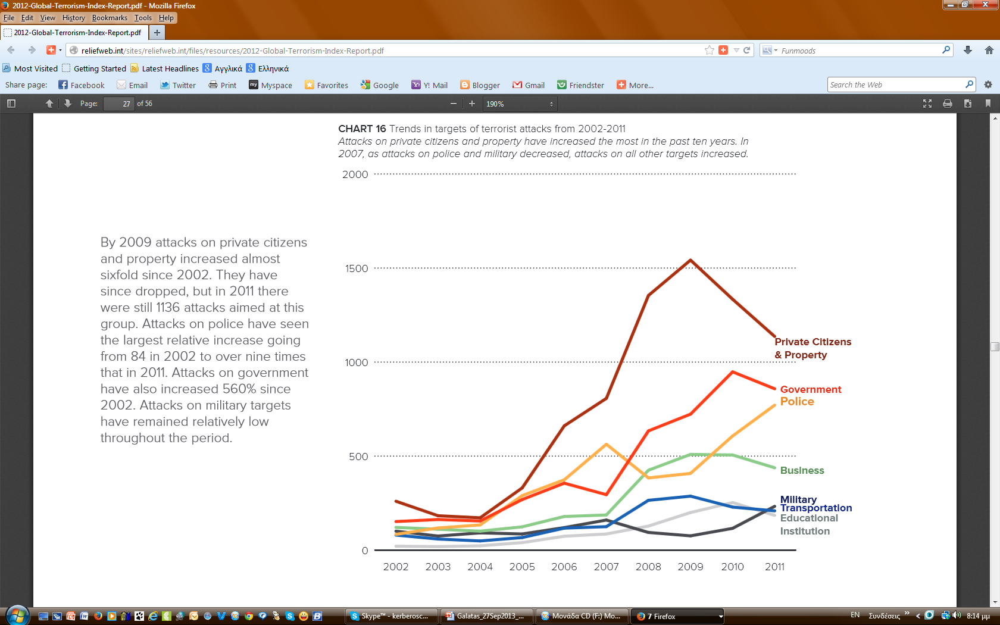 2012-Global-Terrorism-Index-Report.pdf - Mozilla Firefox
File Edit View History Bookmarks Tools Help
2012-Global-Terrorism-Index-Report.pdf
reliefweb.int/sites/reliefweb.int/files/resources/2012-Global-Terrorism-Index-Report.pdf
Funmoods
Most Visited Getting Started Latest Headlines Αγγλικά Ελληνικά
Share page: Facebook Email Twitter Print Myspace Favorites Google Y! Mail Blogger Gmail Friendster More...
Search the Web
Page: 27 of 56
190%
CHART 16 Trends in targets of terrorist attacks from 2002-2011
Attacks on private citizens and property have increased the most in the past ten years. In
2007, as attacks on police and military decreased, attacks on all other targets increased.
By 2009 attacks on private citizens
and property increased almost
sixfold since 2002. They have
since dropped, but in 2011 there
were still 1136 attacks aimed at this
group. Attacks on police have seen
the largest relative increase going
from 84 in 2002 to over nine times
that in 2011. Attacks on government
have also increased 560% since
2002. Attacks on military targets
have remained relatively low
throughout the period.
2000
1500
1000
500
0
Private Citizens
& Property
Government
Police
Business
Military
Transportation
Educational
Institution
2002 2003 2004 2005 2006 2007 2008 2009 2010 2011
Skype™ - kerberosc...
Galatas_27Sep2013_...
Μονάδα CD (F:) Mo...
7 Firefox
EN
Συνδέσεις
8:14 μμ